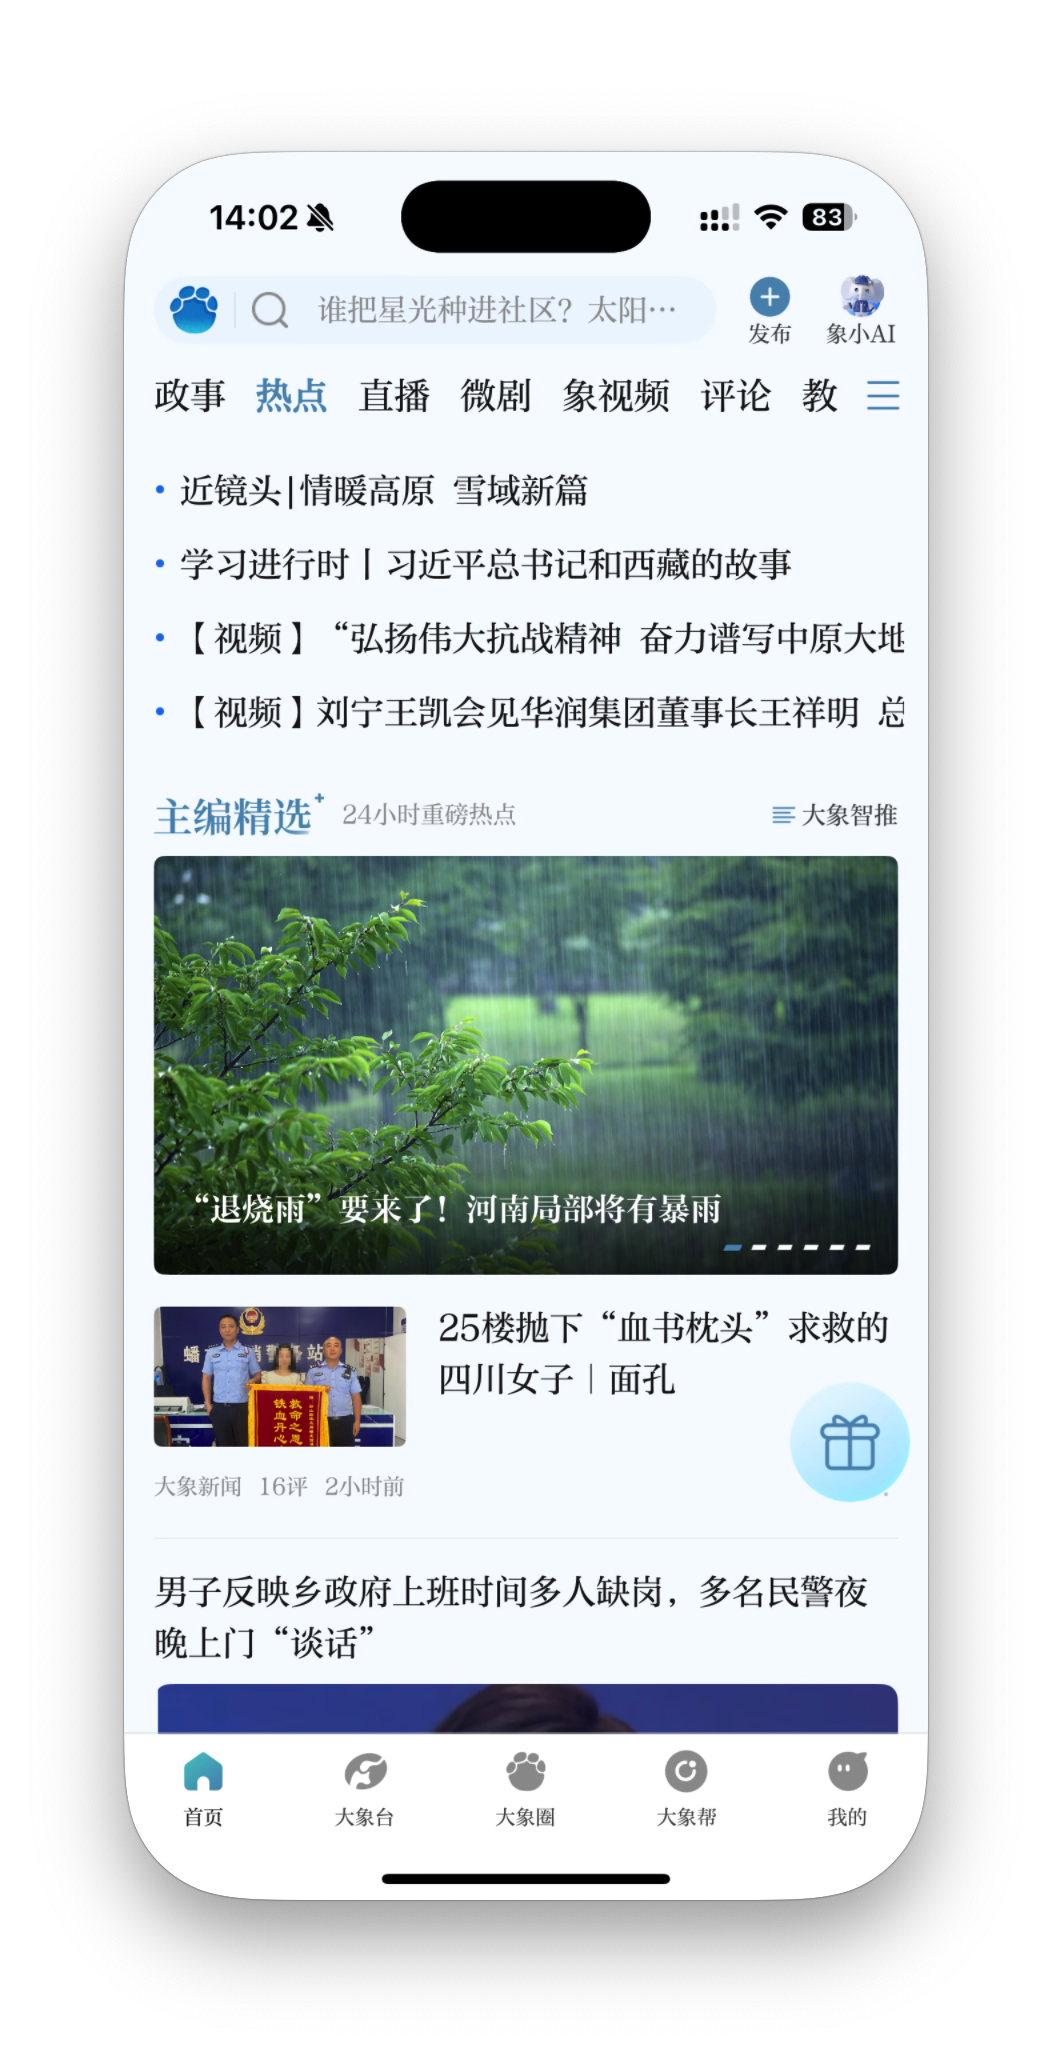 14:02
83
谁把星光种进社区？太阳…
发布
象小AI
政事 热点 直播 微剧 象视频 评论 教
近镜头|情暖高原 雪域新篇
学习进行时丨习近平总书记和西藏的故事
【视频】“弘扬伟大抗战精神 奋力谱写中原大地
【视频】刘宁王凯会见华润集团董事长王祥明 总
主编精选+ 24小时重磅热点 大象智推
“退烧雨”要来了！河南局部将有暴雨
救命之恩
铁血丹心
25楼抛下“血书枕头”求救的
四川女子｜面孔
大象新闻 16评 2小时前
男子反映乡政府上班时间多人缺岗，多名民警夜
晚上门“谈话”
首页 大象台 大象圈 大象帮 我的